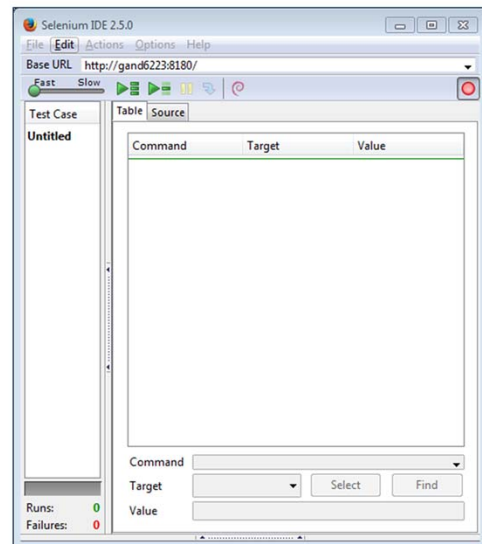 Selenium IDE 2.5.0
File Edit Actions Options Help
Base URL http://gand6223:8180/
Fast Slow
Test Case
Table Source
Untitled
Command Target Value
Command
Target Select Find
Value
Runs: 0
Failures: 0